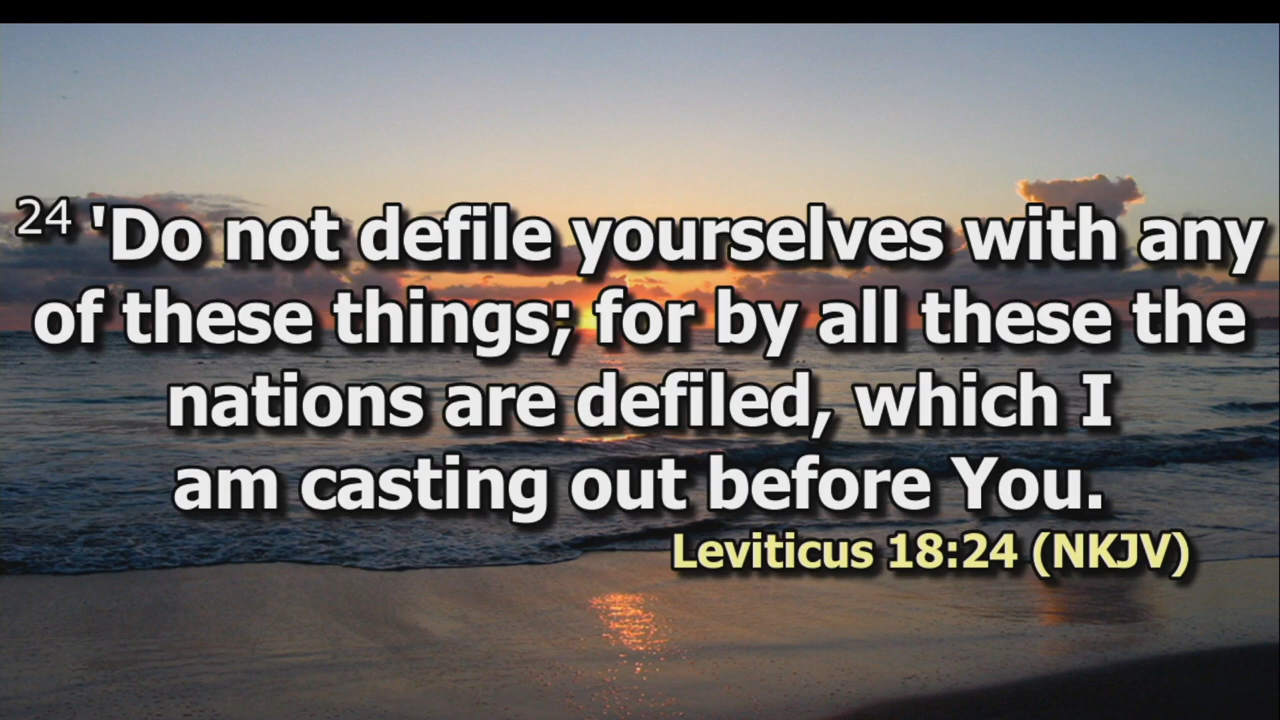 24 'Do not defile yourselves with any
of these things; for by all these the
nations are defiled, which I
am casting out before You.
Leviticus 18:24 (NKJV)